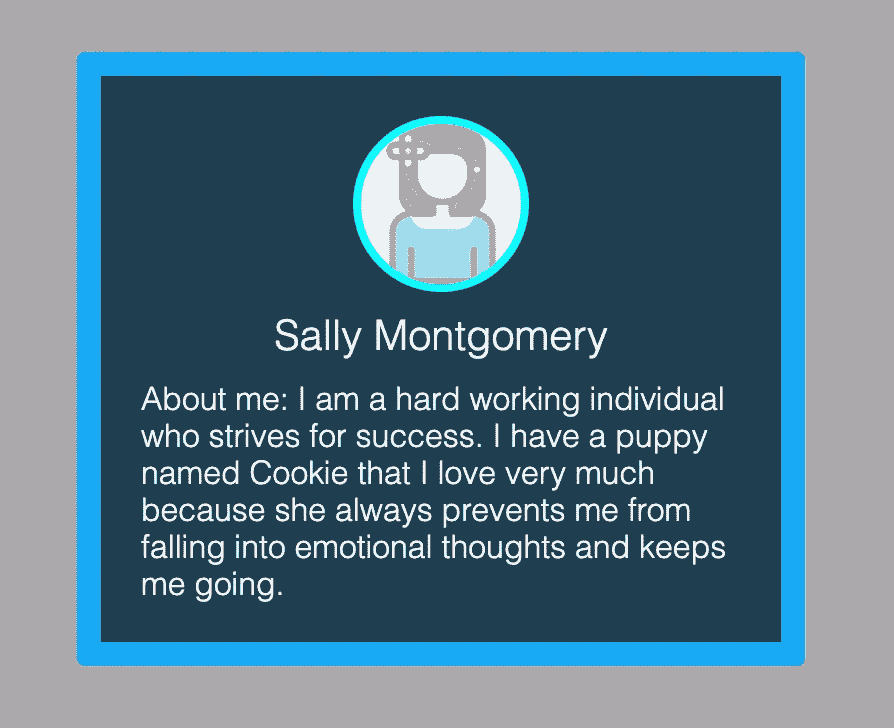 Sally Montgomery
About me: I am a hard working individual
who strives for success. I have a puppy
named Cookie that I love very much
because she always prevents me from
falling into emotional thoughts and keeps
me going.